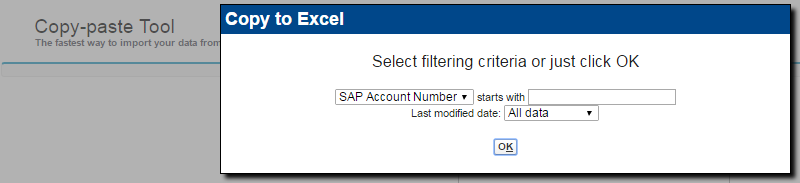 Copy-paste Tool
The fastest way to import your data from
Copy to Excel
Select filtering criteria or just click OK
SAP Account Number starts with
Last modified date: All data
OK